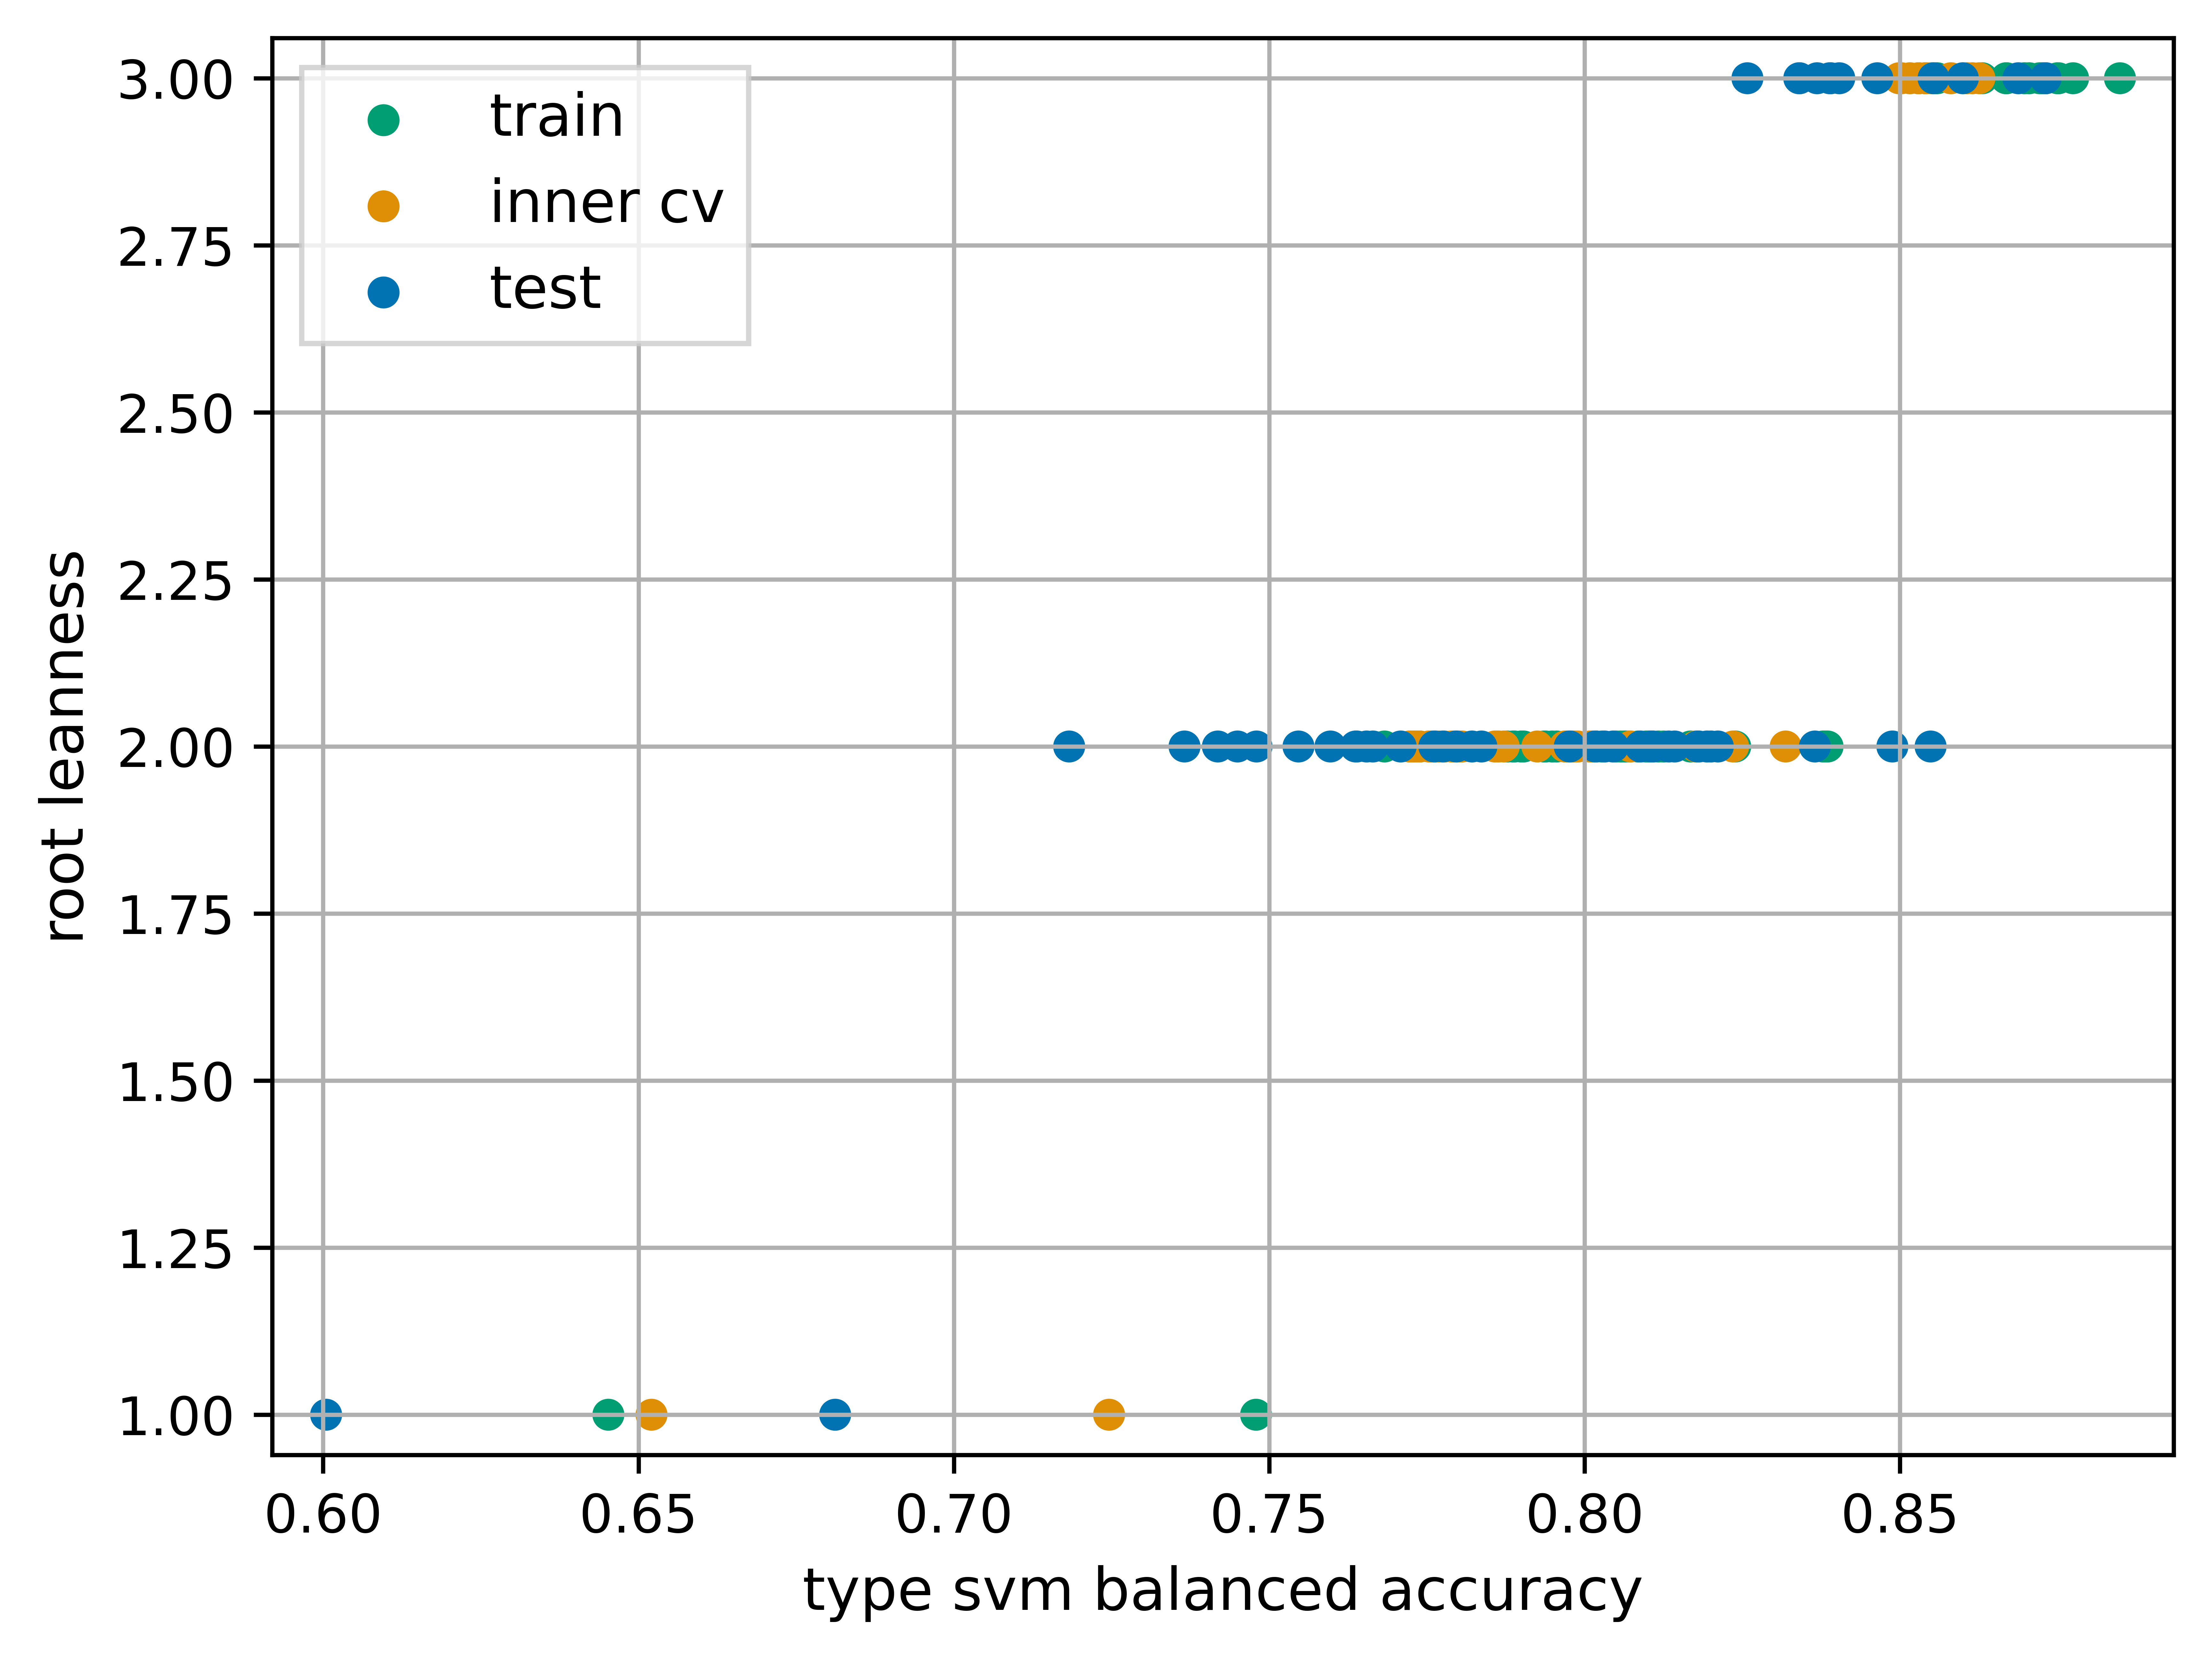 train
inner cv
test
root leanness
3.00
2.75
2.50
2.25
2.00
1.75
1.50
1.25
1.00
0.60 0.65 0.70 0.75 0.80 0.85
type svm balanced accuracy